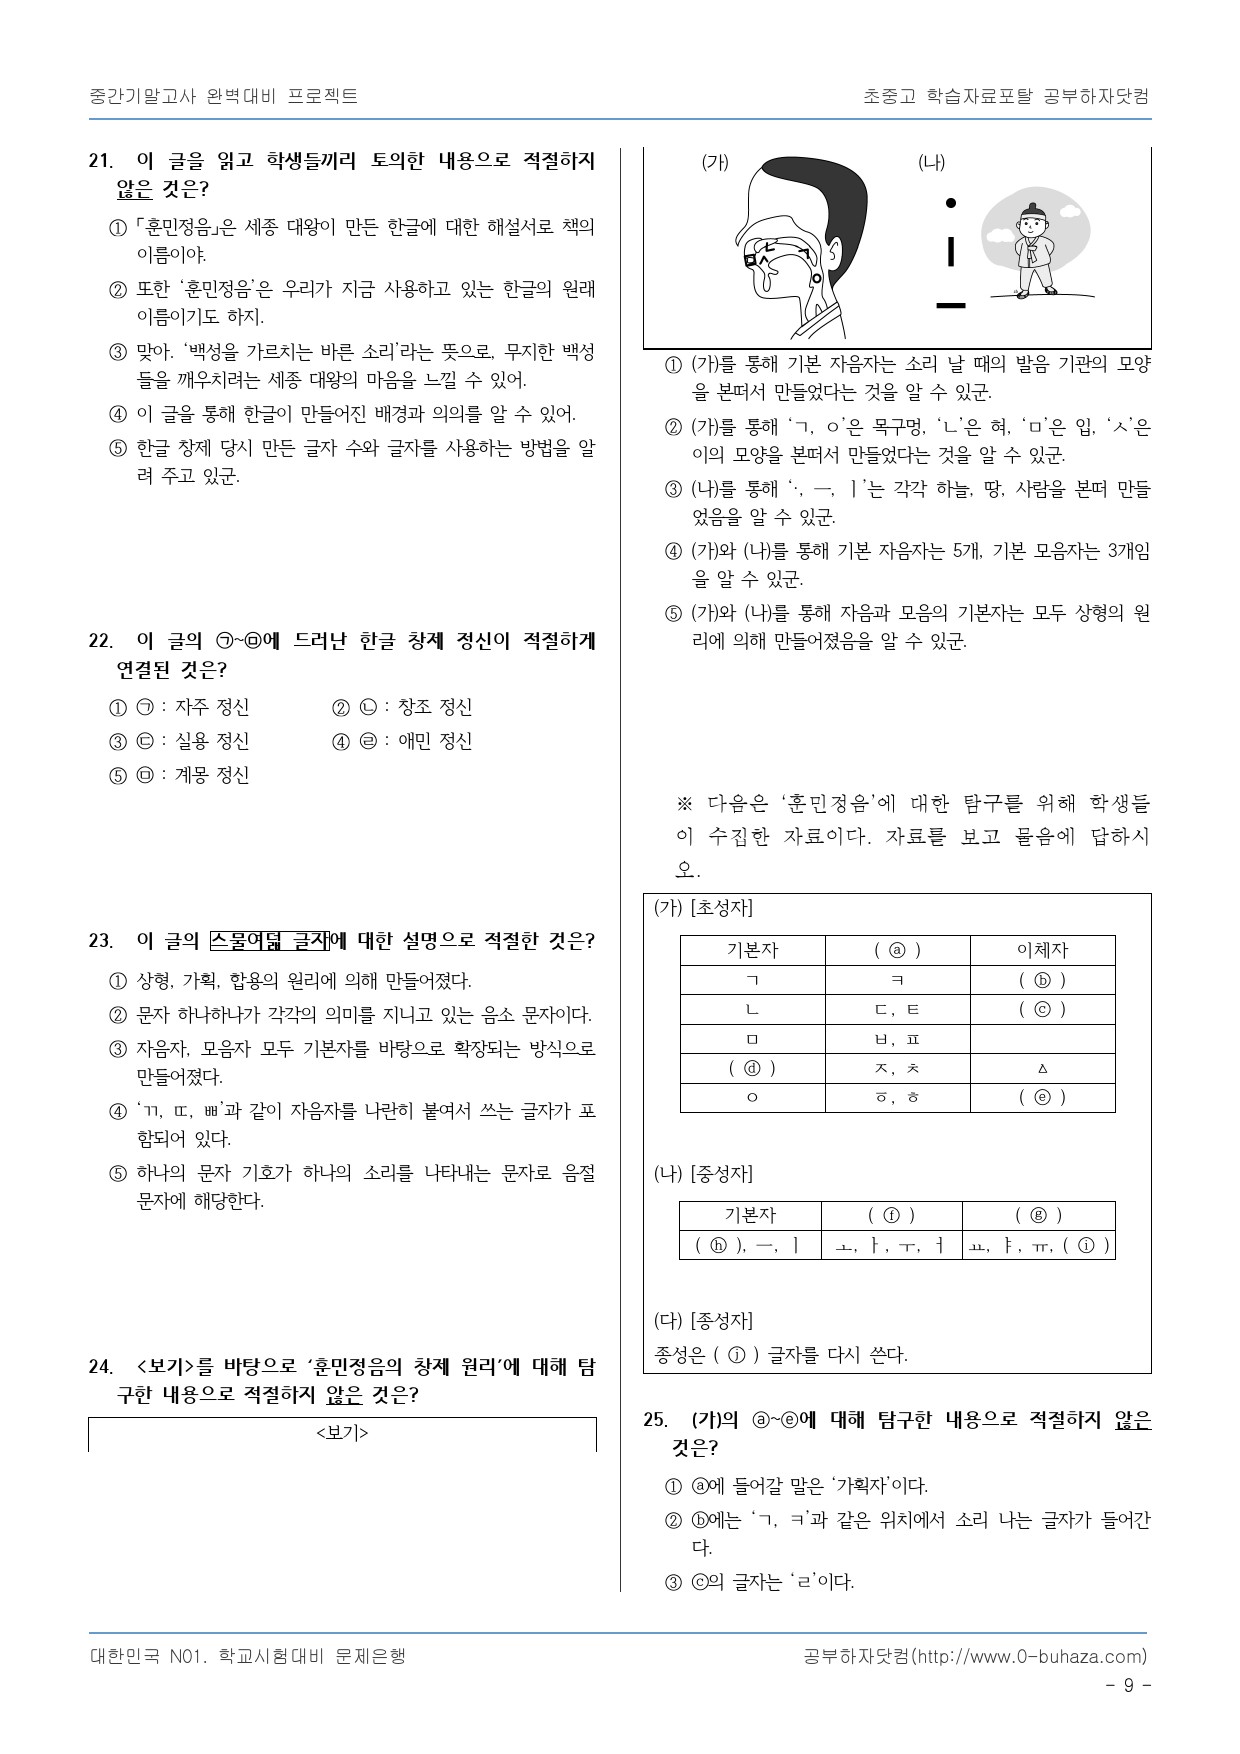 중간기말고사 완벽대비 프로젝트
초중고 학습자료포탈 공부하자닷컴
21. 이 글을 읽고 학생들끼리 토의한 내용으로 적절하지
않은 것은?
① 「훈민정음」은 세종 대왕이 만든 한글에 대한 해설서로 책의
이름이야.
② 또한 ‘훈민정음’은 우리가 지금 사용하고 있는 한글의 원래
이름이기도 하지.
③ 맞아. ‘백성을 가르치는 바른 소리’라는 뜻으로, 무지한 백성
들을 깨우치려는 세종 대왕의 마음을 느낄 수 있어.
④ 이 글을 통해 한글이 만들어진 배경과 의의를 알 수 있어.
⑤ 한글 창제 당시 만든 글자 수와 글자를 사용하는 방법을 알
려 주고 있군.
22. 이 글의 ㉠~㉤에 드러난 한글 창제 정신이 적절하게
연결된 것은?
① ㉠ : 자주 정신 ② ㉡ : 창조 정신
③ ㉢ : 실용 정신 ④ ㉣ : 애민 정신
⑤ ㉤ : 계몽 정신
23. 이 글의 스물여덟 글자에 대한 설명으로 적절한 것은?
① 상형, 가획, 합용의 원리에 의해 만들어졌다.
② 문자 하나하나가 각각의 의미를 지니고 있는 음소 문자이다.
③ 자음자, 모음자 모두 기본자를 바탕으로 확장되는 방식으로
만들어졌다.
④ ‘ㄲ, ㄸ, ㅃ’과 같이 자음자를 나란히 붙여서 쓰는 글자가 포
함되어 있다.
⑤ 하나의 문자 기호가 하나의 소리를 나타내는 문자로 음절
문자에 해당한다.
24. <보기>를 바탕으로 ‘훈민정음의 창제 원리’에 대해 탐
구한 내용으로 적절하지 않은 것은?
<보기>
(가) (나)
ㄴ ㄱ
ㅁ ㅅ
ㅇ
ㆍ
ㅣ
ㅡ
① (가)를 통해 기본 자음자는 소리 날 때의 발음 기관의 모양
을 본떠서 만들었다는 것을 알 수 있군.
② (가)를 통해 ‘ㄱ, ㅇ’은 목구멍, ‘ㄴ’은 혀, ‘ㅁ’은 입, ‘ㅅ’은
이의 모양을 본떠서 만들었다는 것을 알 수 있군.
③ (나)를 통해 ‘ㆍ, ㅡ, ㅣ’는 각각 하늘, 땅, 사람을 본떠 만들
었음을 알 수 있군.
④ (가)와 (나)를 통해 기본 자음자는 5개, 기본 모음자는 3개임
을 알 수 있군.
⑤ (가)와 (나)를 통해 자음과 모음의 기본자는 모두 상형의 원
리에 의해 만들어졌음을 알 수 있군.
※ 다음은 ‘훈민정음’에 대한 탐구를 위해 학생들
이 수집한 자료이다. 자료를 보고 물음에 답하시
오.
(가) [초성자]
기본자 ( ⓐ ) 이체자
ㄱ ㅋ ( ⓑ )
ㄴ ㄷ, ㅌ ( ⓒ )
ㅁ ㅂ, ㅍ
( ⓓ ) ㅈ, ㅊ ㅿ
ㅇ ㆆ, ㅎ ( ⓔ )
(나) [중성자]
기본자 ( ⓕ ) ( ⓖ )
( ⓗ ), ㅡ, ㅣ ㅗ, ㅏ, ㅜ, ㅓ ㅛ, ㅑ, ㅠ, ( ⓘ )
(다) [종성자]
종성은 ( ⓙ ) 글자를 다시 쓴다.
25. (가)의 ⓐ~ⓔ에 대해 탐구한 내용으로 적절하지 않은
것은?
① ⓐ에 들어갈 말은 ‘가획자’이다.
② ⓑ에는 ‘ㄱ, ㅋ’과 같은 위치에서 소리 나는 글자가 들어간
다.
③ ⓒ의 글자는 ‘ㄹ’이다.
대한민국 N01. 학교시험대비 문제은행
공부하자닷컴(http://www.0-buhaza.com)
- 9 -